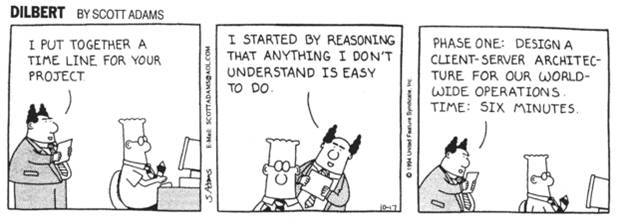 DILBERT BY SCOTT ADAMS
I PUT TOGETHER A
TIME LINE FOR YOUR
PROJECT.
E-Mail: SCOTTADAMS@AOL.COM
I STARTED BY REASONING
THAT ANYTHING I DON'T
UNDERSTAND IS EASY
TO DO.
S.Adams
10-17
© 1994 United Feature Syndicate, Inc.
PHASE ONE: DESIGN A
CLIENT-SERVER ARCHITEC-
TURE FOR OUR WORLD-
WIDE OPERATIONS.
TIME: SIX MINUTES.